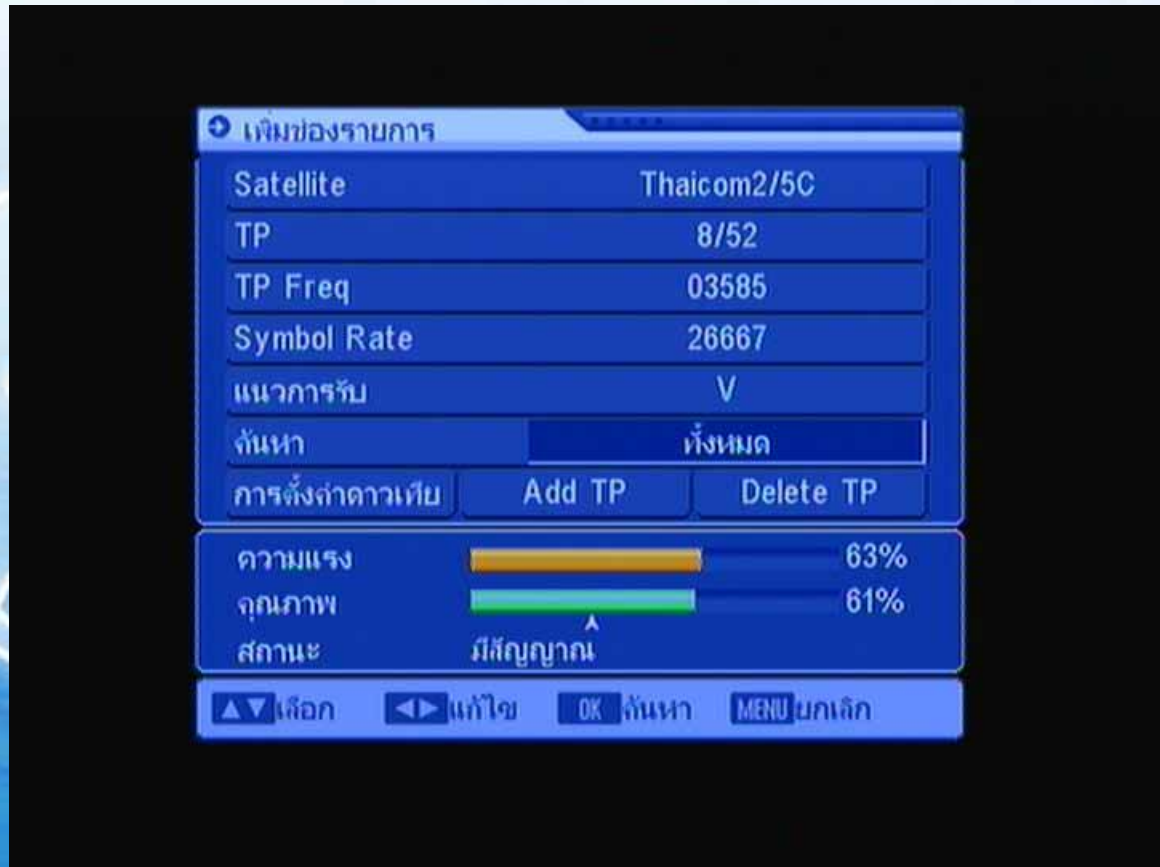 เพิ่มช่องรายการ
Satellite Thaicom2/5C
TP 8/52
TP Freq 03585
Symbol Rate 26667
แนวการรับ V
ค้นหา ทั้งหมด
การตั้งค่าดาวเทีย Add TP Delete TP
ความแรง 63%
คุณภาพ 61%
สถานะ มีสัญญาณ
เลือก แก้ไข OK ค้นหา MENU ยกเลิก